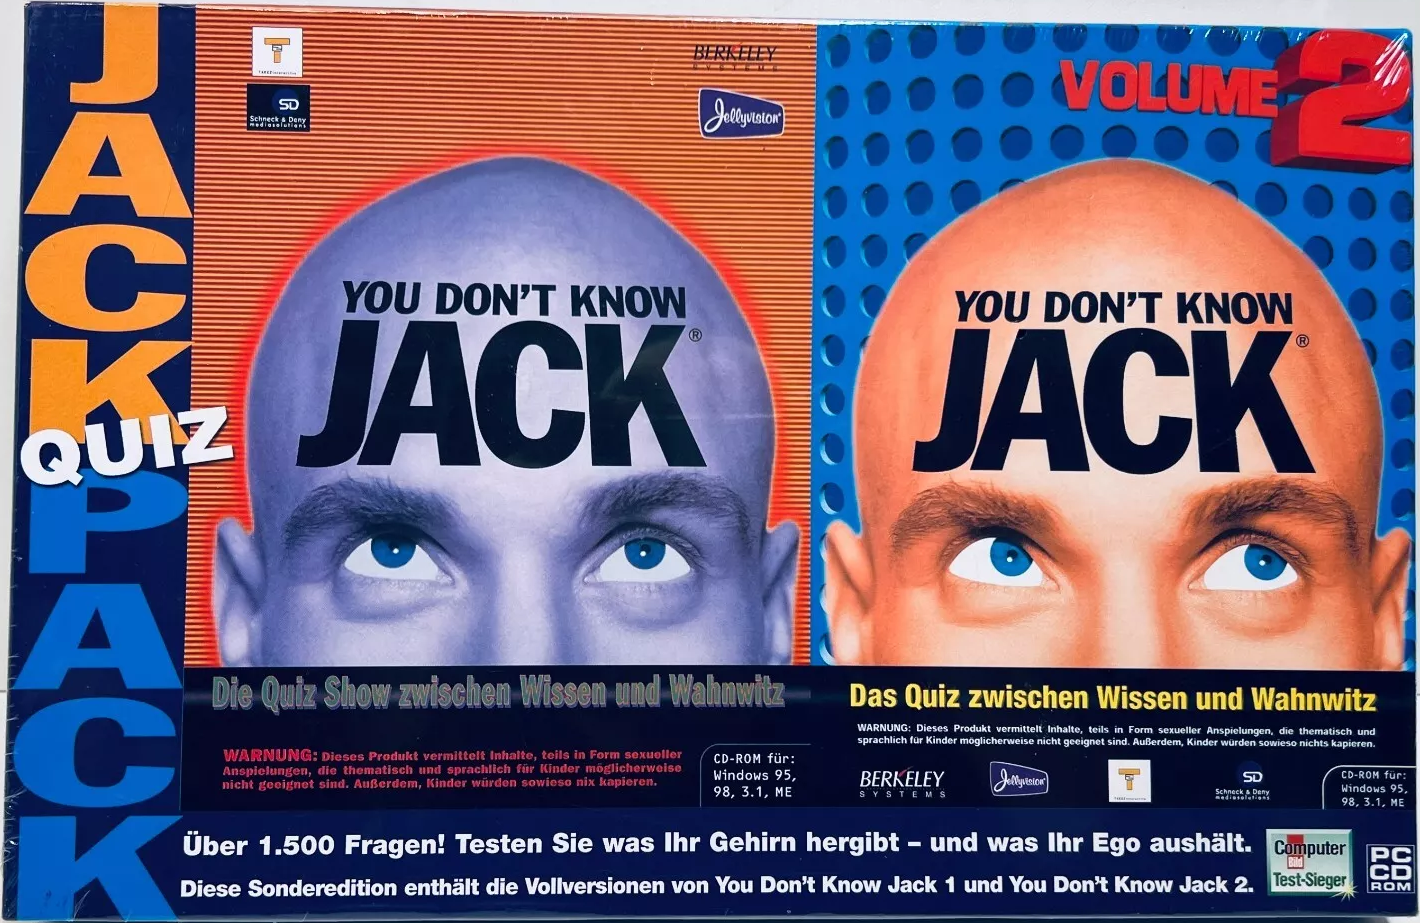 JACK
QUIZ
PACK
T
TAKE2 interactive
SD
Schneck & Deny
mediasolutions
BERKELEY
SYSTEMS
Jellyvision®
YOU DON'T KNOW
JACK®
Die Quiz Show zwischen Wissen und Wahnwitz
WARNUNG: Dieses Produkt vermittelt Inhalte, teils in Form sexueller
Anspielungen, die thematisch und sprachlich für Kinder möglicherweise
nicht geeignet sind. Außerdem, Kinder würden sowieso nix kapieren.
CD-ROM für:
Windows 95,
98, 3.1, ME
VOLUME 2
YOU DON'T KNOW
JACK®
Das Quiz zwischen Wissen und Wahnwitz
WARNUNG: Dieses Produkt vermittelt Inhalte, teils in Form sexueller Anspielungen, die thematisch und
sprachlich für Kinder möglicherweise nicht geeignet sind. Außerdem, Kinder würden sowieso nichts kapieren.
BERKELEY
SYSTEMS
Jellyvision®
T
SD
Schneck & Deny
mediasolutions
CD-ROM für:
Windows 95,
98, 3.1, ME
Über 1.500 Fragen! Testen Sie was Ihr Gehirn hergibt – und was Ihr Ego aushält.
Diese Sonderedition enthält die Vollversionen von You Don't Know Jack 1 und You Don't Know Jack 2.
Computer
Bild
Test-Sieger
PC
CD
ROM